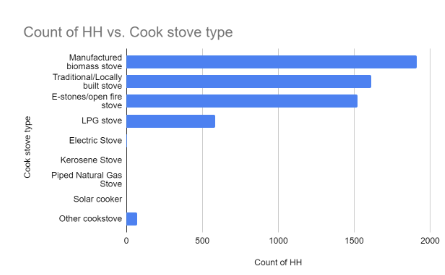 Count of HH vs. Cook stove type
Manufactured
biomass stove
Traditional/Locally
built stove
E-stones/open fire
stove
LPG stove
Electric Stove
Kerosene Stove
Piped Natural Gas
Stove
Solar cooker
Other cookstove
Cook stove type
0 500 1000 1500 2000
Count of HH